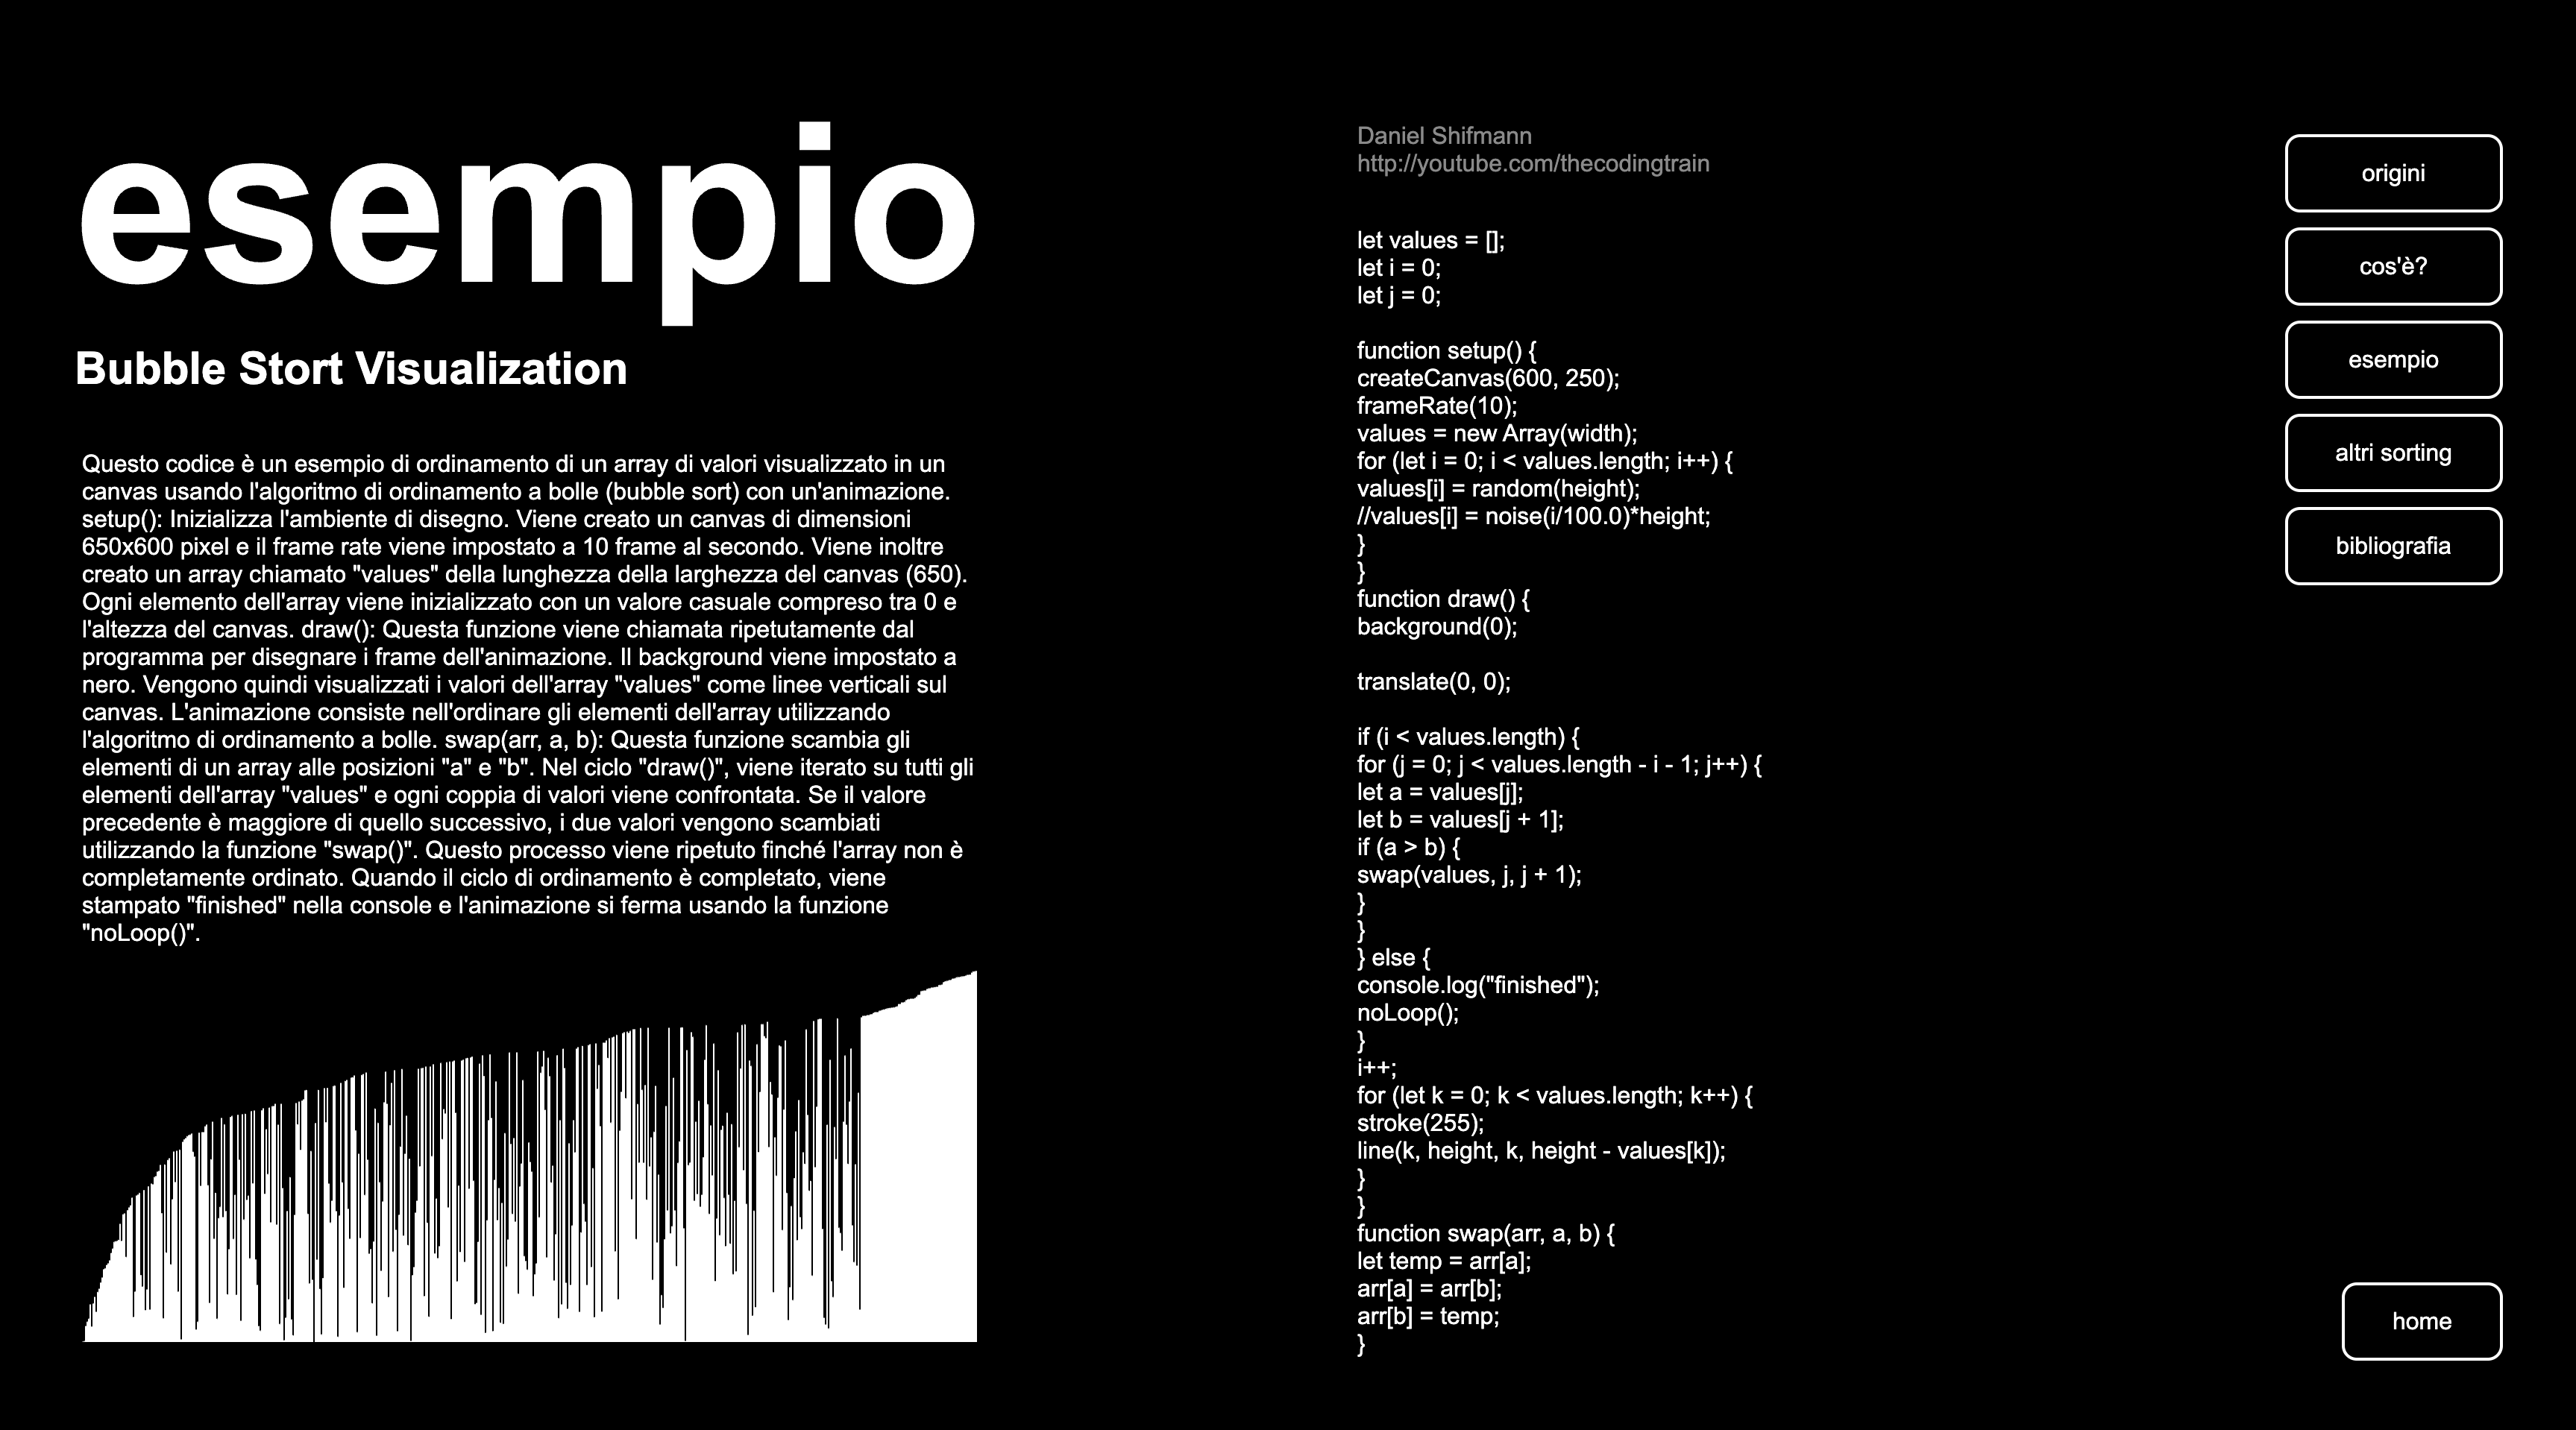 esempio
Bubble Stort Visualization
Questo codice è un esempio di ordinamento di un array di valori visualizzato in un
canvas usando l'algoritmo di ordinamento a bolle (bubble sort) con un'animazione.
setup(): Inizializza l'ambiente di disegno. Viene creato un canvas di dimensioni
650x600 pixel e il frame rate viene impostato a 10 frame al secondo. Viene inoltre
creato un array chiamato "values" della lunghezza della larghezza del canvas (650).
Ogni elemento dell'array viene inizializzato con un valore casuale compreso tra 0 e
l'altezza del canvas. draw(): Questa funzione viene chiamata ripetutamente dal
programma per disegnare i frame dell'animazione. Il background viene impostato a
nero. Vengono quindi visualizzati i valori dell'array "values" come linee verticali sul
canvas. L'animazione consiste nell'ordinare gli elementi dell'array utilizzando
l'algoritmo di ordinamento a bolle. swap(arr, a, b): Questa funzione scambia gli
elementi di un array alle posizioni "a" e "b". Nel ciclo "draw()", viene iterato su tutti gli
elementi dell'array "values" e ogni coppia di valori viene confrontata. Se il valore
precedente è maggiore di quello successivo, i due valori vengono scambiati
utilizzando la funzione "swap()". Questo processo viene ripetuto finché l'array non è
completamente ordinato. Quando il ciclo di ordinamento è completato, viene
stampato "finished" nella console e l'animazione si ferma usando la funzione
"noLoop()".
Daniel Shifmann
http://youtube.com/thecodingtrain
let values = [];
let i = 0;
let j = 0;
function setup() {
createCanvas(600, 250);
frameRate(10);
values = new Array(width);
for (let i = 0; i < values.length; i++) {
values[i] = random(height);
//values[i] = noise(i/100.0)*height;
}
}
function draw() {
background(0);
translate(0, 0);
if (i < values.length) {
for (j = 0; j < values.length - i - 1; j++) {
let a = values[j];
let b = values[j + 1];
if (a > b) {
swap(values, j, j + 1);
}
}
} else {
console.log("finished");
noLoop();
}
i++;
for (let k = 0; k < values.length; k++) {
stroke(255);
line(k, height, k, height - values[k]);
}
}
function swap(arr, a, b) {
let temp = arr[a];
arr[a] = arr[b];
arr[b] = temp;
}
origini
cos'è?
esempio
altri sorting
bibliografia
home